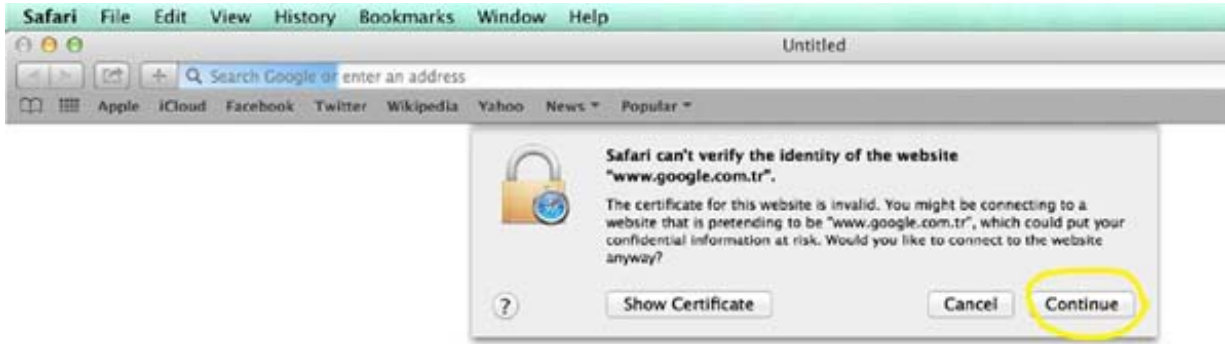 Safari File Edit View History Bookmarks Window Help
Untitled
Search Google or enter an address
Apple iCloud Facebook Twitter Wikipedia Yahoo News Popular
Safari can't verify the identity of the website
"www.google.com.tr".
The certificate for this website is invalid. You might be connecting to a
website that is pretending to be "www.google.com.tr", which could put your
confidential information at risk. Would you like to connect to the website
anyway?
? Show Certificate Cancel Continue